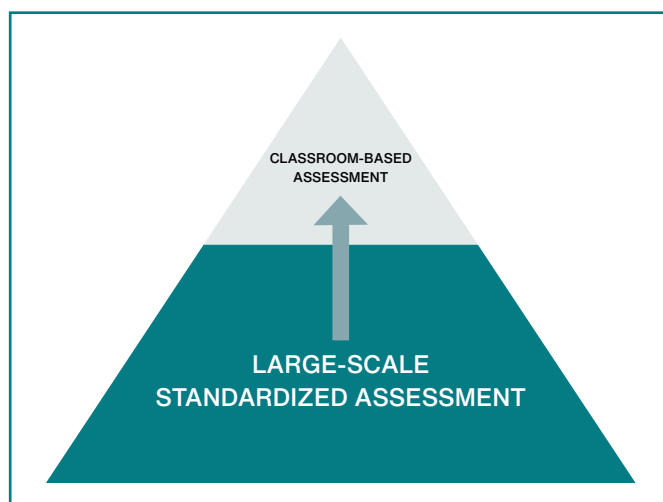 CLASSROOM-BASED
ASSESSMENT
LARGE-SCALE
STANDARDIZED ASSESSMENT